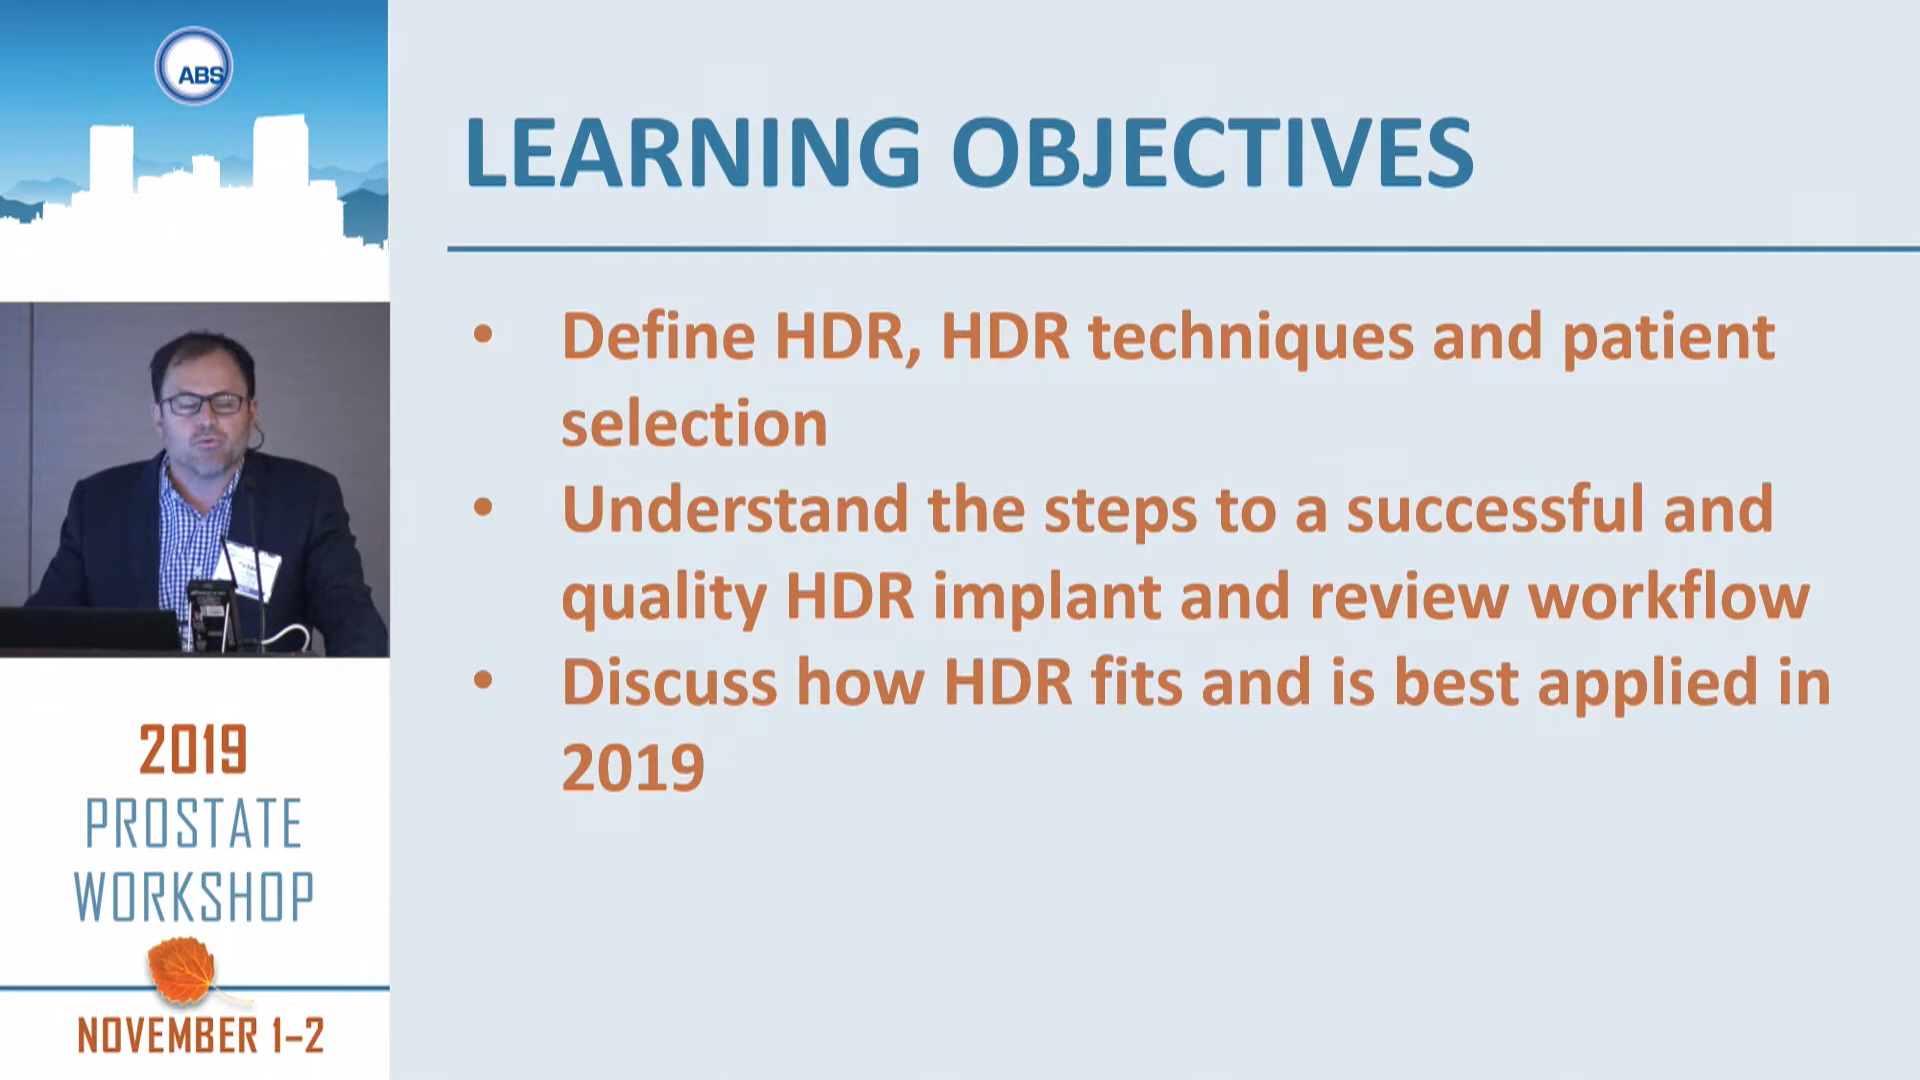 ABS
LEARNING OBJECTIVES
• Define HDR, HDR techniques and patient
selection
• Understand the steps to a successful and
quality HDR implant and review workflow
• Discuss how HDR fits and is best applied in
2019
2019
PROSTATE
WORKSHOP
NOVEMBER 1–2